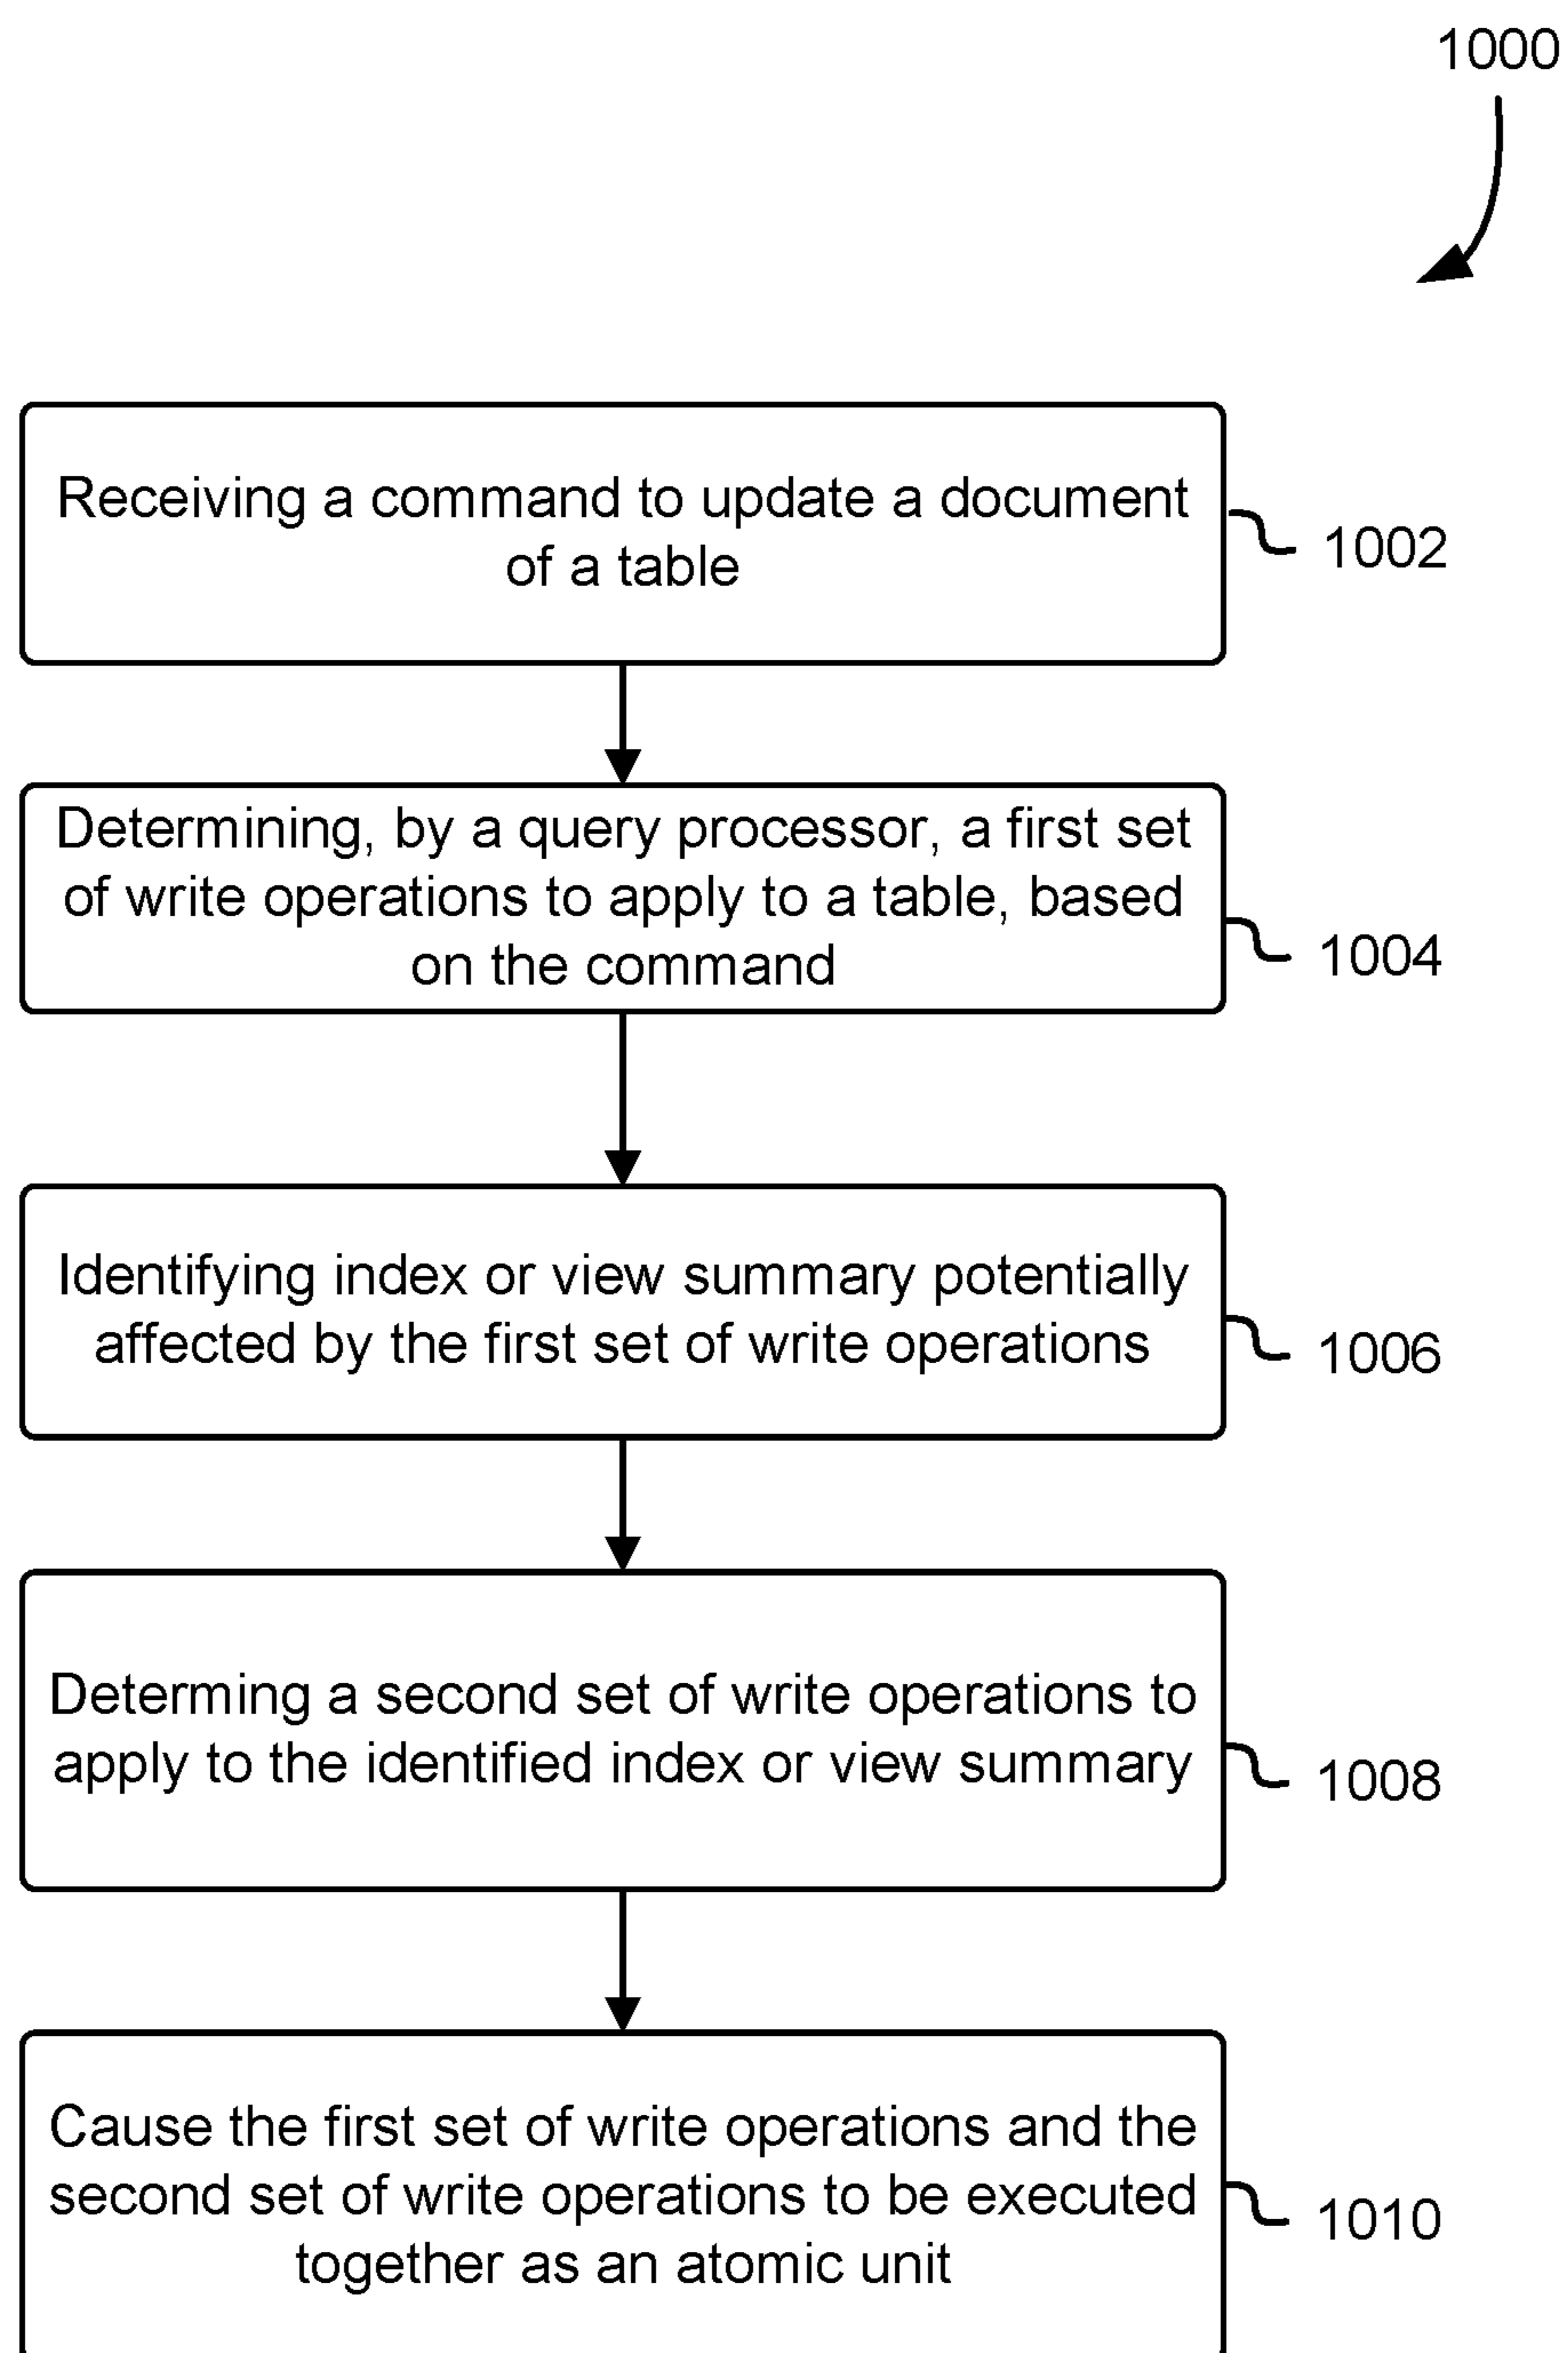 1000
Receiving a command to update a document
of a table
1002
Determining, by a query processor, a first set
of write operations to apply to a table, based
on the command
1004
Identifying index or view summary potentially
affected by the first set of write operations
1006
Determing a second set of write operations to
apply to the identified index or view summary
1008
Cause the first set of write operations and the
second set of write operations to be executed
together as an atomic unit
1010